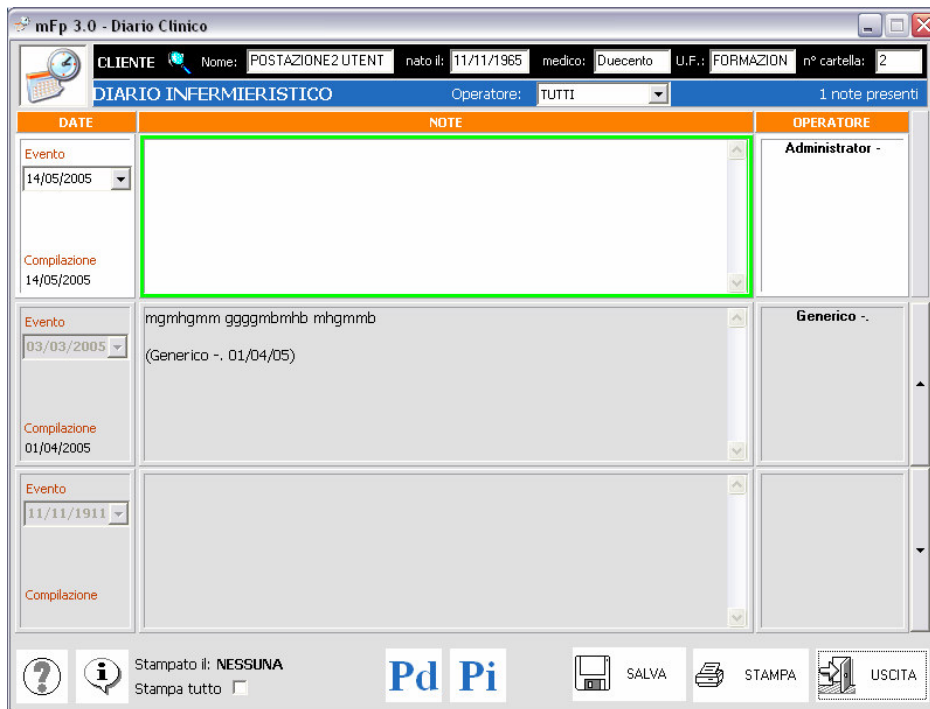 mFp 3.0 - Diario Clinico
CLIENTE Nome: POSTAZIONE2 UTENT nato il: 11/11/1965 medico: Duecento U.F.: FORMAZION n° cartella: 2
DIARIO INFERMIERISTICO Operatore: TUTTI 1 note presenti
DATE NOTE OPERATORE
Evento Administrator -
14/05/2005
Compilazione
14/05/2005
Evento mgmhgmm ggggmbmhb mhgmmb Generico -.
03/03/2005
(Generico -. 01/04/05)
Compilazione
01/04/2005
Evento
11/11/1911
Compilazione
Stampato il: NESSUNA
Stampa tutto
Pd Pi SALVA STAMPA USCITA